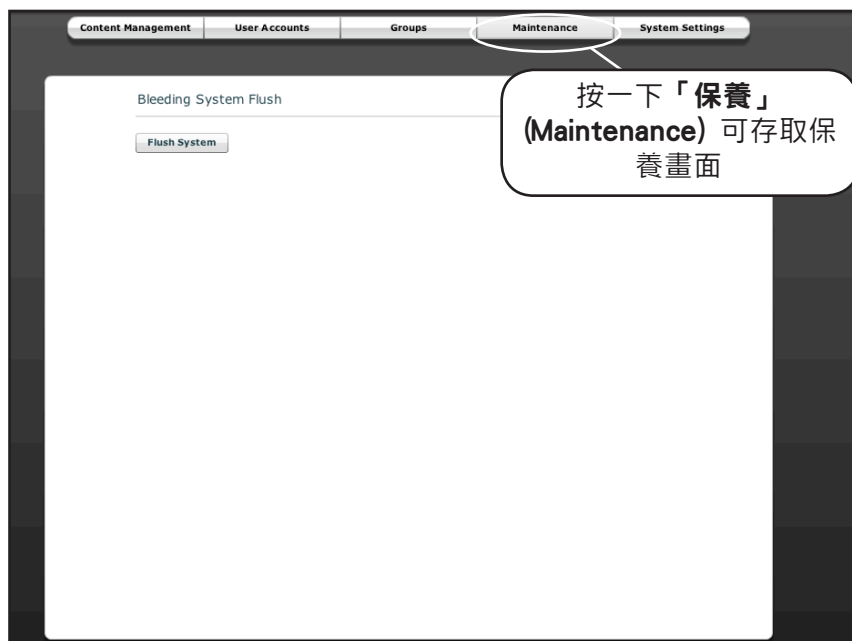 Content Management
User Accounts
Groups
Maintenance
System Settings
Bleeding System Flush
Flush System
按一下「保養」
(Maintenance) 可存取保
養畫面